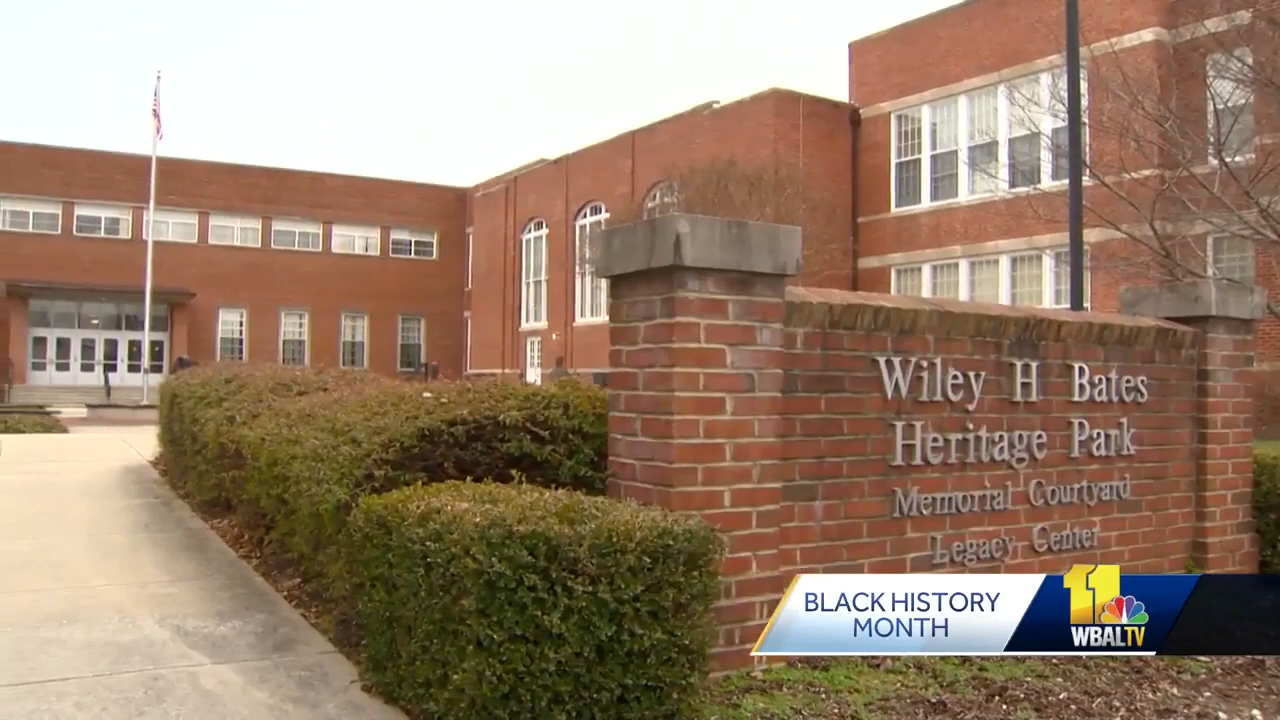 Wiley H Bates
Heritage Park
Memorial Courtyard
Legacy Center
BLACK HISTORY
MONTH
11
WBALTV